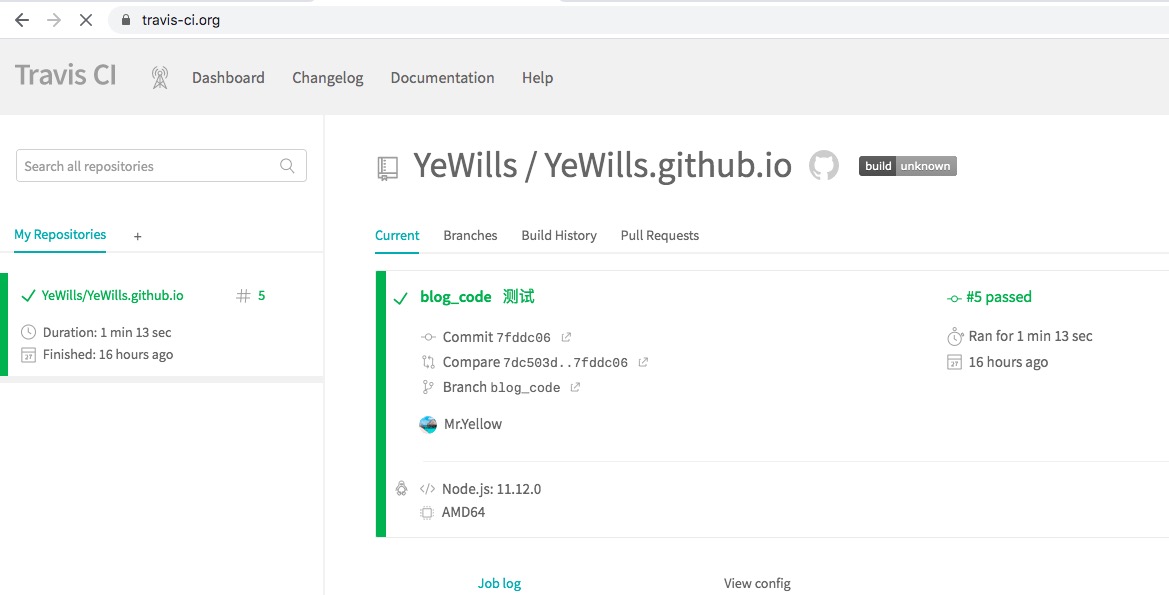 travis-ci.org
Travis CI Dashboard Changelog Documentation Help
Search all repositories
My Repositories +
YeWills/YeWills.github.io # 5
Duration: 1 min 13 sec
Finished: 16 hours ago
YeWills / YeWills.github.io build unknown
Current Branches Build History Pull Requests
blog_code 测试 #5 passed
Commit 7fddc06 Ran for 1 min 13 sec
Compare 7dc503d..7fddc06 16 hours ago
Branch blog_code
Mr.Yellow
</> Node.js: 11.12.0
AMD64
Job log View config